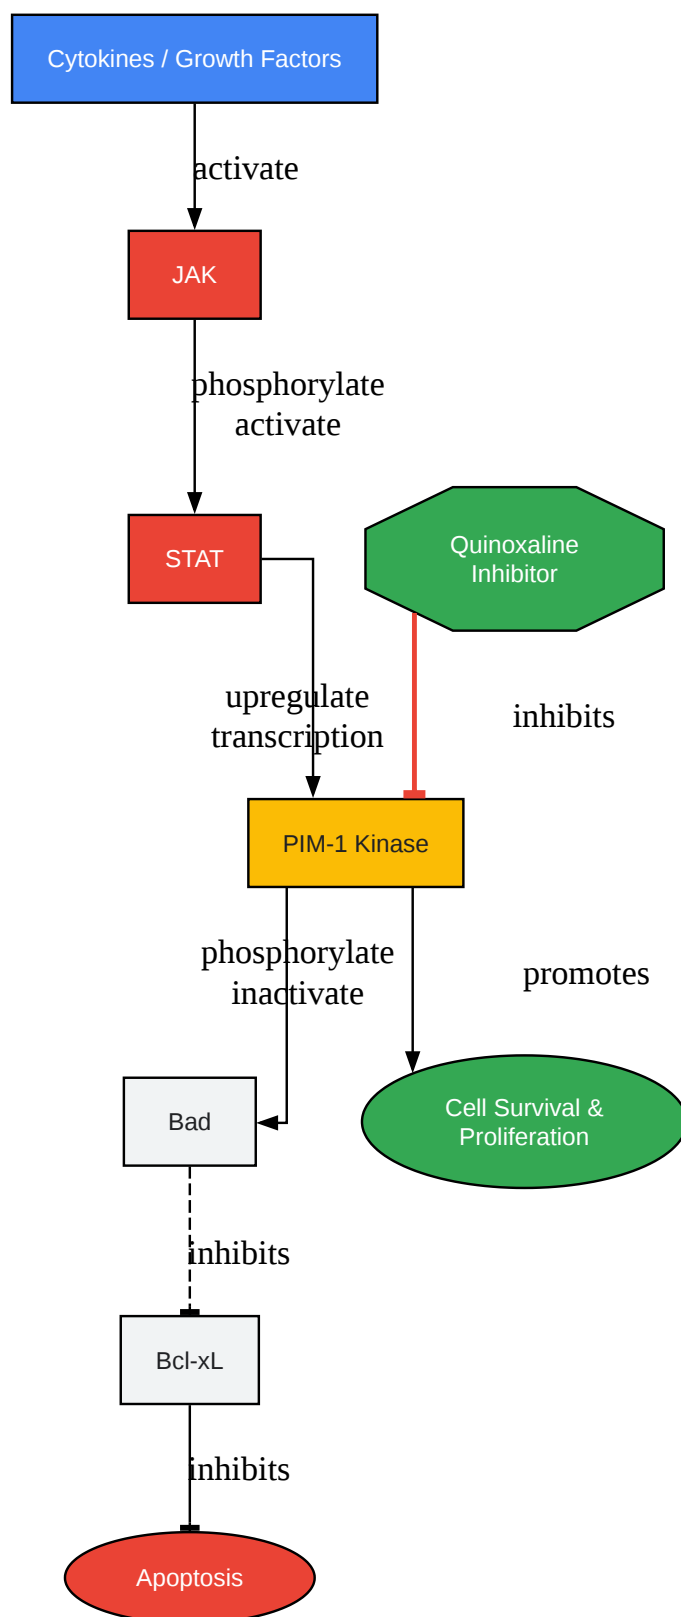 Cytokines / Growth Factors
activate
JAK
phosphorylate
activate
STAT
Quinoxaline
Inhibitor
upregulate
transcription
inhibits
PIM-1 Kinase
phosphorylate
inactivate
promotes
Bad
Cell Survival &
Proliferation
inhibits
Bcl-xL
inhibits
Apoptosis